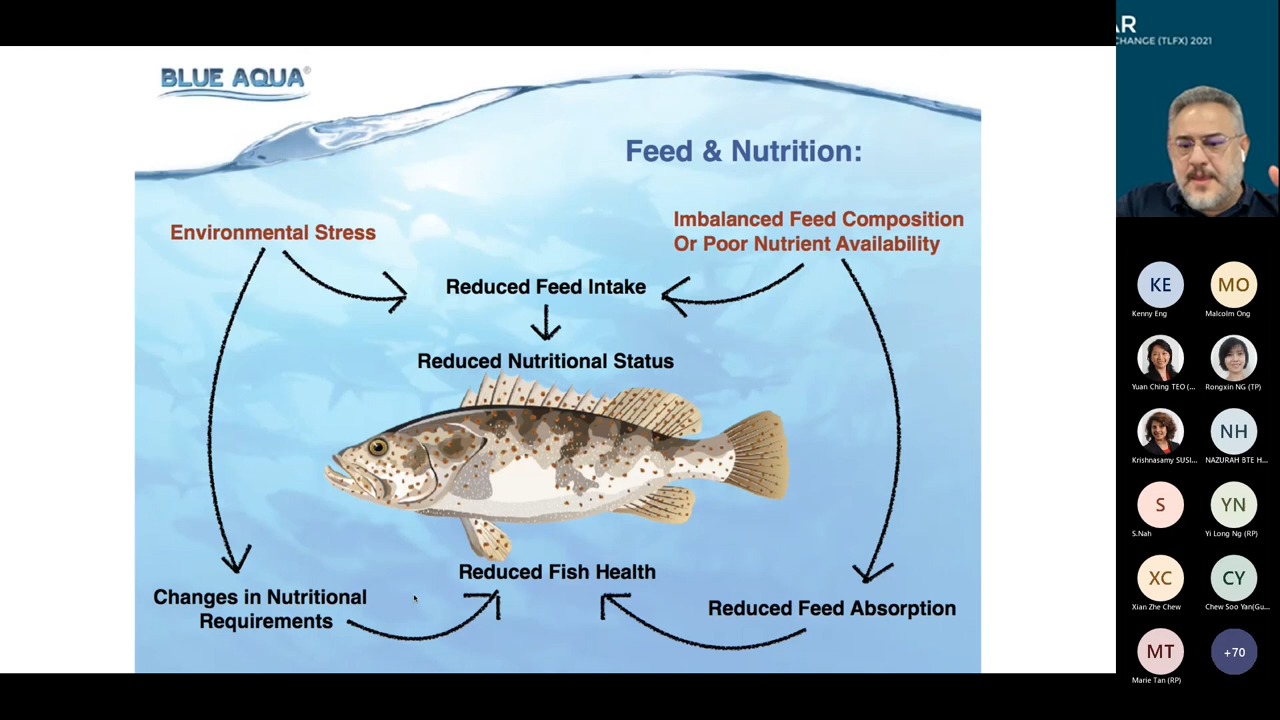 BLUE AQUA®
Feed & Nutrition:
Environmental Stress
Imbalanced Feed Composition
Or Poor Nutrient Availability
Reduced Feed Intake
Reduced Nutritional Status
Reduced Fish Health
Changes in Nutritional
Requirements
Reduced Feed Absorption
AR
CHANGE (TLFX) 2021
KE
MO
Kenny Eng
Malcolm Ong
Yuan Ching TEO (...
Rongxin NG (TP)
NH
Krishnasamy SUSI...
NAZURAH BTE H...
S
YN
S.Nah
Yi Long Ng (RP)
XC
CY
Xian Zhe Chew
Chew Soo Yan(Gu...
MT
+70
Marie Tan (RP)